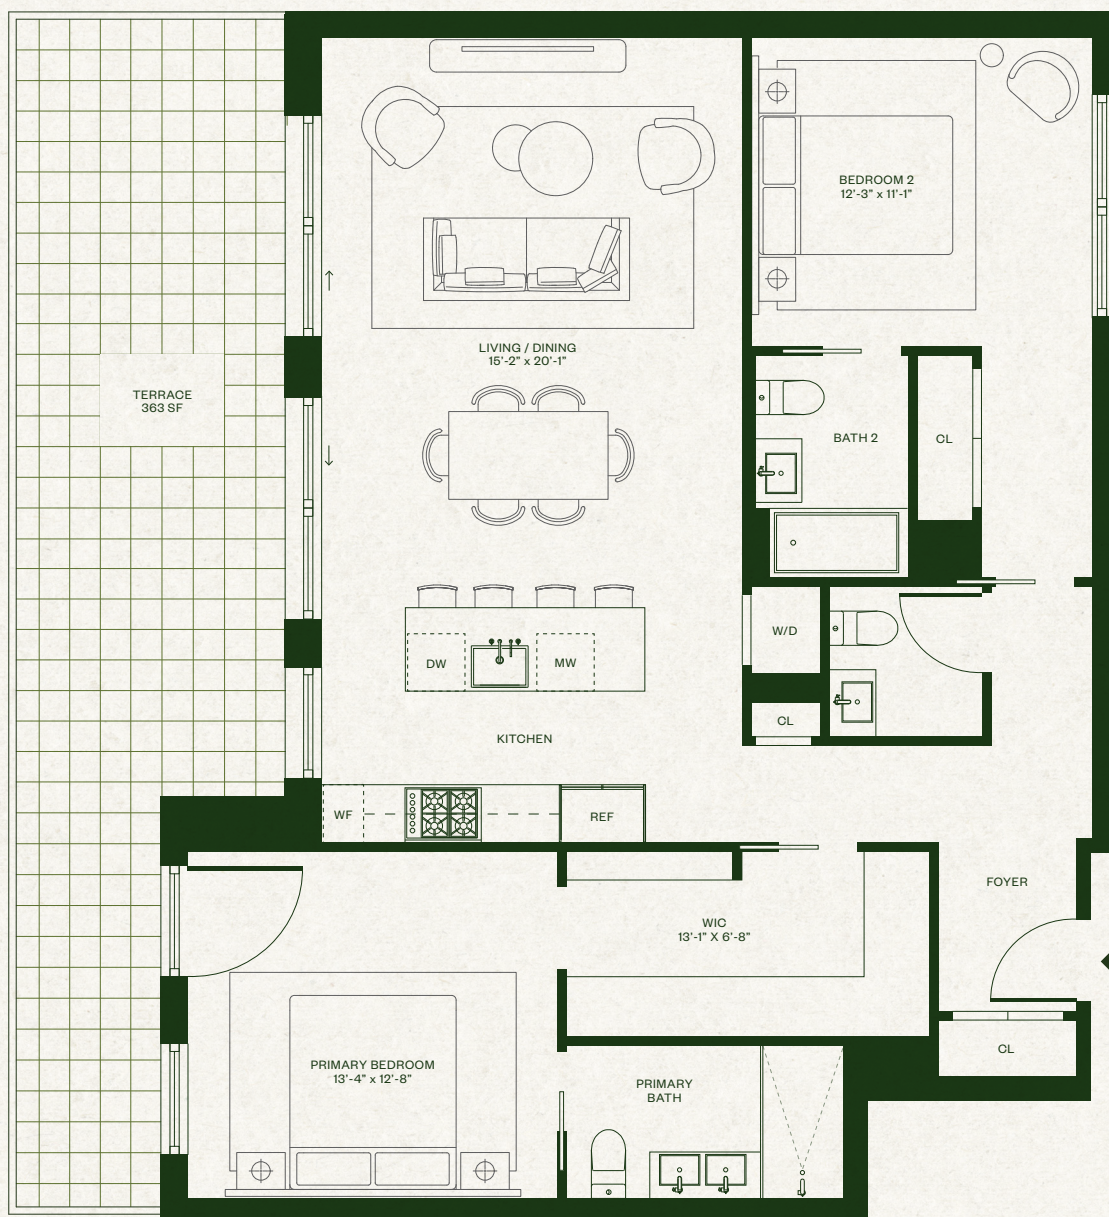 BEDROOM 2
12'-3" x 11'-1"
LIVING / DINING
15'-2" x 20'-1"
TERRACE
363 SF
BATH 2
CL
W/D
DW
MW
CL
KITCHEN
WF
REF
FOYER
WIC
13'-1" X 6'-8"
CL
PRIMARY BEDROOM
13'-4" x 12'-8"
PRIMARY
BATH